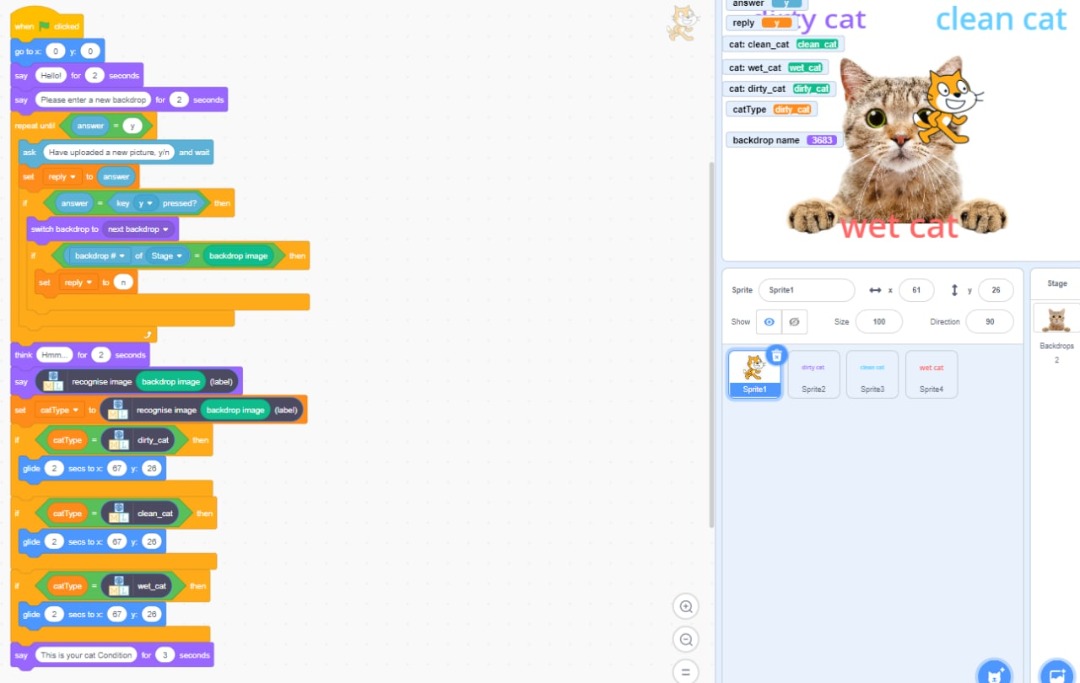 when clicked
go to x: 0 y: 0
say Hello! for 2 seconds
say Please enter a new backdrop for 2 seconds
repeat until answer = y
ask Have uploaded a new picture, y/n and wait
set reply to answer
if answer = key y pressed? then
switch backdrop to next backdrop
if backdrop # of Stage = backdrop image then
set reply to n
think Hmm... for 2 seconds
say recognise image backdrop image (label)
set catType to recognise image backdrop image (label)
if catType = dirty_cat then
glide 2 secs to x: 67 y: 26
if catType = clean_cat then
glide 2 secs to x: 67 y: 26
if catType = wet_cat then
glide 2 secs to x: 67 y: 26
say This is your cat Condition for 3 seconds
answer y
reply y
cat: clean_cat clean_cat
cat: wet_cat wet_cat
cat: dirty_cat dirty_cat
catType dirty_cat
backdrop name 3683
dirty cat
clean cat
wet cat
Sprite Sprite1 x 61 y 26
Show Size 100 Direction 90
Sprite1
dirty cat
Sprite2
clean cat
Sprite3
wet cat
Sprite4
Stage
Backdrops
2